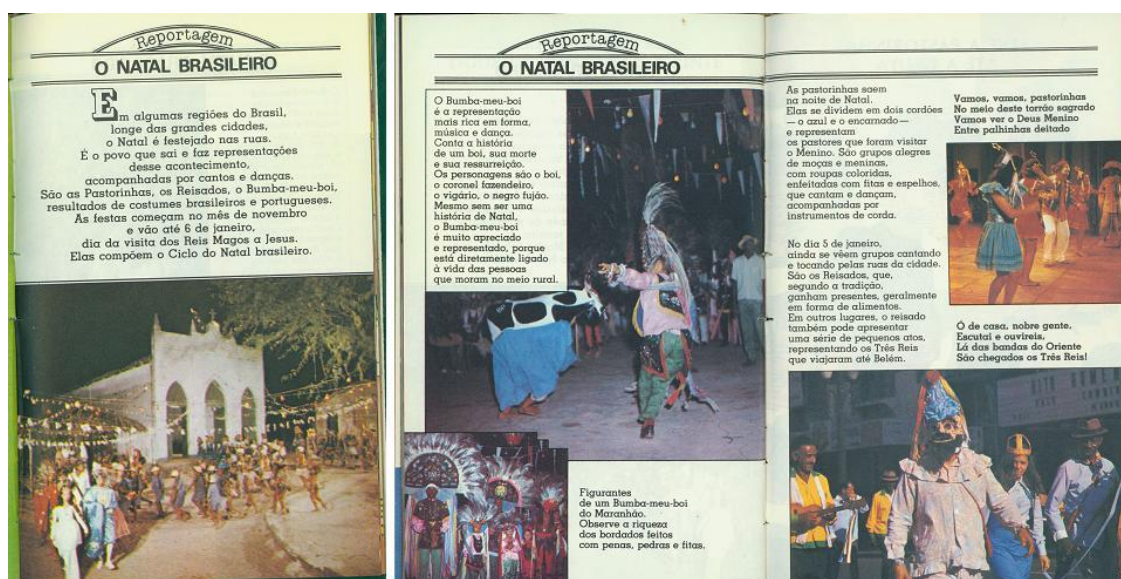 Reportagem
O NATAL BRASILEIRO
Em algumas regiões do Brasil,
longe das grandes cidades,
o Natal é festejado nas ruas.
É o povo que sai e faz representações
desse acontecimento,
acompanhadas por cantos e danças.
São as Pastorinhas, os Reisados, o Bumba-meu-boi,
resultados de costumes brasileiros e portugueses.
As festas começam no mês de novembro
e vão até 6 de janeiro,
dia da visita dos Reis Magos a Jesus.
Elas compõem o Ciclo do Natal brasileiro.
Reportagem
O NATAL BRASILEIRO
O Bumba-meu-boi
é a representação
mais rica em forma,
música e dança.
Conta a história
de um boi, sua morte
e sua ressurreição.
Os personagens são o boi,
o coronel fazendeiro,
o vigário, o negro fujão.
Mesmo sem ser uma
história de Natal,
o Bumba-meu-boi
é muito apreciado
e representado, porque
está diretamente ligado
à vida das pessoas
que moram no meio rural.
Figurantes
de um Bumba-meu-boi
do Maranhão.
Observe a riqueza
dos bordados feitos
com penas, pedras e fitas.
As pastorinhas saem
na noite de Natal.
Elas se dividem em dois cordões
— o azul e o encarnado —
e representam
os pastores que foram visitar
o Menino. São grupos alegres
de moças e meninas,
com roupas coloridas,
enfeitadas com fitas e espelhos,
que cantam e dançam,
acompanhadas por
instrumentos de corda.
Vamos, vamos, pastorinhas
No meio deste torrão sagrado
Vamos ver o Deus Menino
Entre palhinhas deitado
No dia 5 de janeiro,
ainda se vêem grupos cantando
e tocando pelas ruas da cidade.
São os Reisados, que,
segundo a tradição,
ganham presentes, geralmente
em forma de alimentos.
Em outros lugares, o reisado
também pode apresentar
uma série de pequenos atos,
representando os Três Reis
que viajaram até Belém.
Ó de casa, nobre gente,
Escutai e ouvireis,
Lá das bandas do Oriente
São chegados os Três Reis!